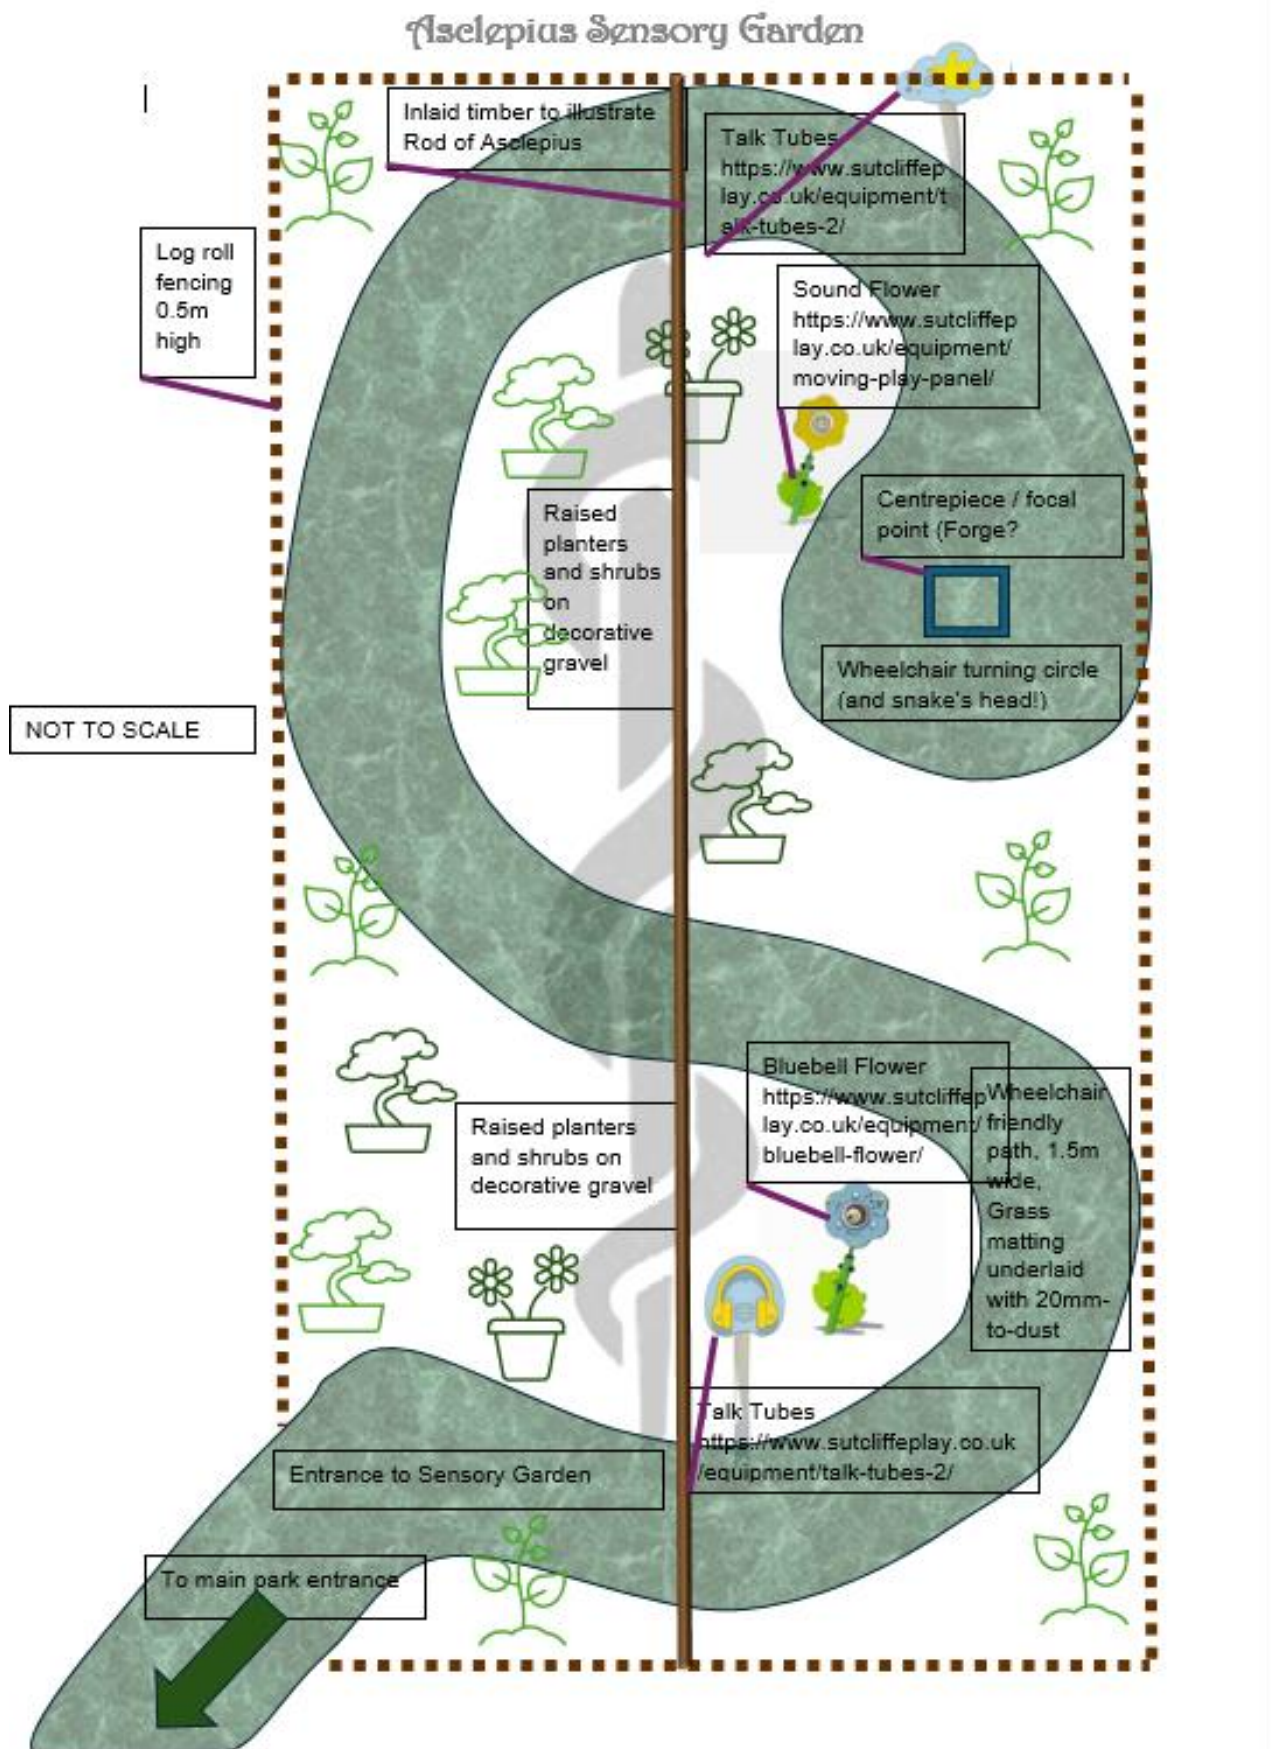 Asclepius Sensory Garden
Inlaid timber to illustrate
Rod of Asclepius
Talk Tubes
https://www.sutcliffep
lay.co.uk/equipment/t
alk-tubes-2/
Log roll
fencing
0.5m
high
Sound Flower
https://www.sutcliffep
lay.co.uk/equipment/
moving-play-panel/
Centrepiece / focal
point (Forge?
Raised
planters
and shrubs
on
decorative
gravel
Wheelchair turning circle
(and snake's head!)
NOT TO SCALE
Bluebell Flower
https://www.sutcliffep
lay.co.uk/equipment/
bluebell-flower/
Wheelchair
friendly
path, 1.5m
wide,
Grass
matting
underlaid
with 20mm-
to-dust
Raised planters
and shrubs on
decorative gravel
Talk Tubes
https://www.sutcliffeplay.co.uk
/equipment/talk-tubes-2/
Entrance to Sensory Garden
To main park entrance